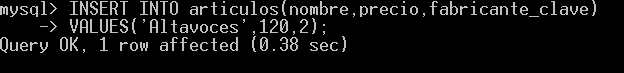 mysql> INSERT INTO articulos(nombre,precio,fabricante_clave)
    -> VALUES('Altavoces',120,2);
Query OK, 1 row affected (0.38 sec)